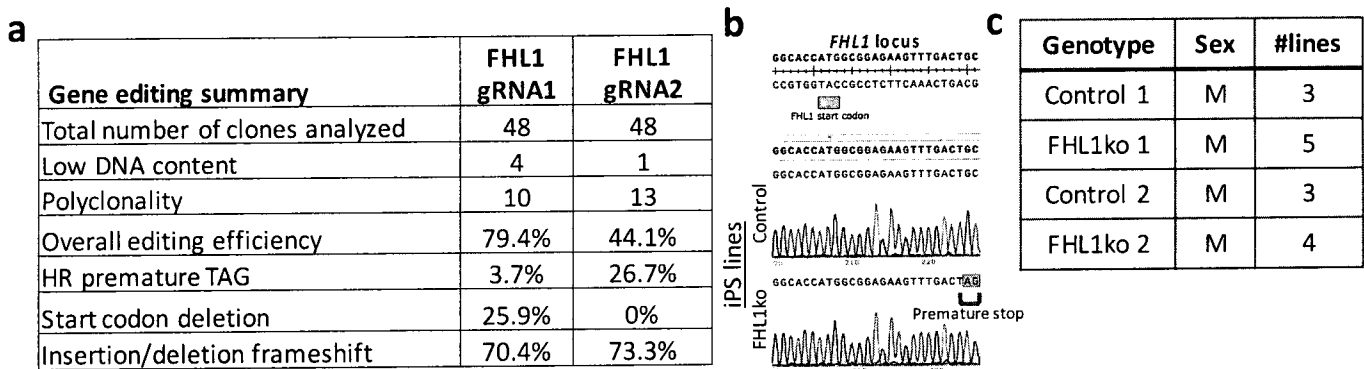 a
Gene editing summary FHL1 gRNA1 FHL1 gRNA2
Total number of clones analyzed 48 48
Low DNA content 4 1
Polyclonality 10 13
Overall editing efficiency 79.4% 44.1%
HR premature TAG 3.7% 26.7%
Start codon deletion 25.9% 0%
Insertion/deletion frameshift 70.4% 73.3%
b
FHL1 locus
GGCACCATGGCGGAGAAGTTTGACTGC
CCGTGGTACCGCCTCTTCAAACTGACG
FHL1 start codon
GGCACCATGGCGGAGAAGTTTGACTGC
GGCACCATGGCGGAGAAGTTTGACTGC
iPS lines
Control
210 220
GGCACCATGGCGGAGAAGTTTGACTAG
Premature stop
FHL1ko
c
Genotype Sex #lines
Control 1 M 3
FHL1ko 1 M 5
Control 2 M 3
FHL1ko 2 M 4